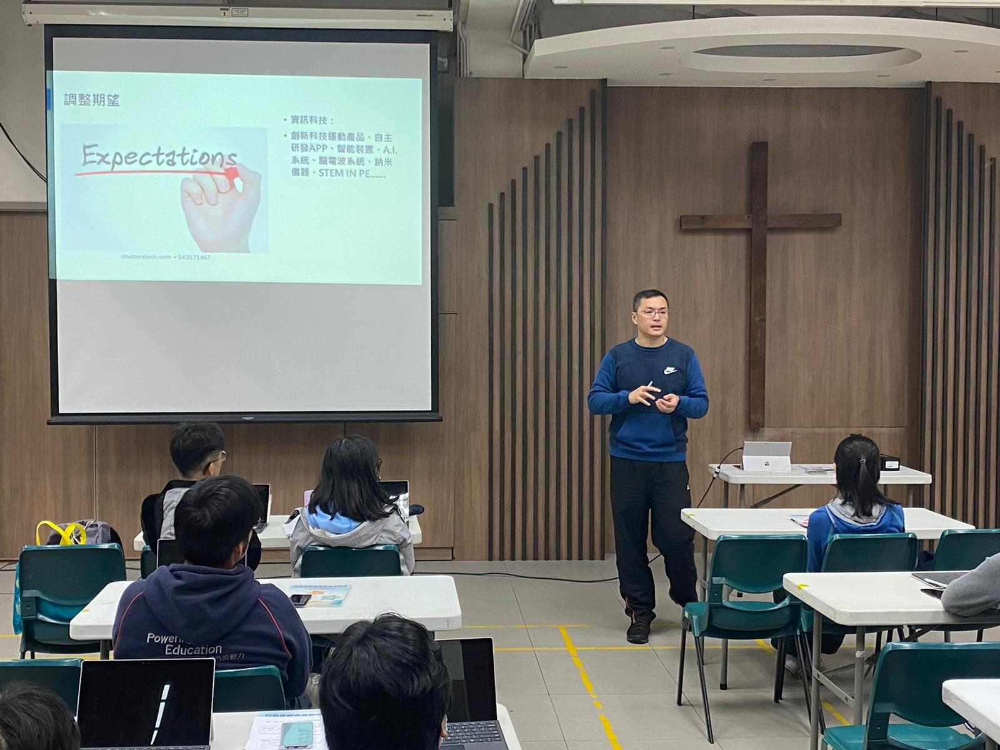 調整期望
Expectations
shutterstock.com • 563171467
• 資訊科技：
• 創新科技運動產品、自主
研發APP、智能裝置、A.I.
系統、腦電波系統、鈉米
儀器、STEM IN PE......
Education